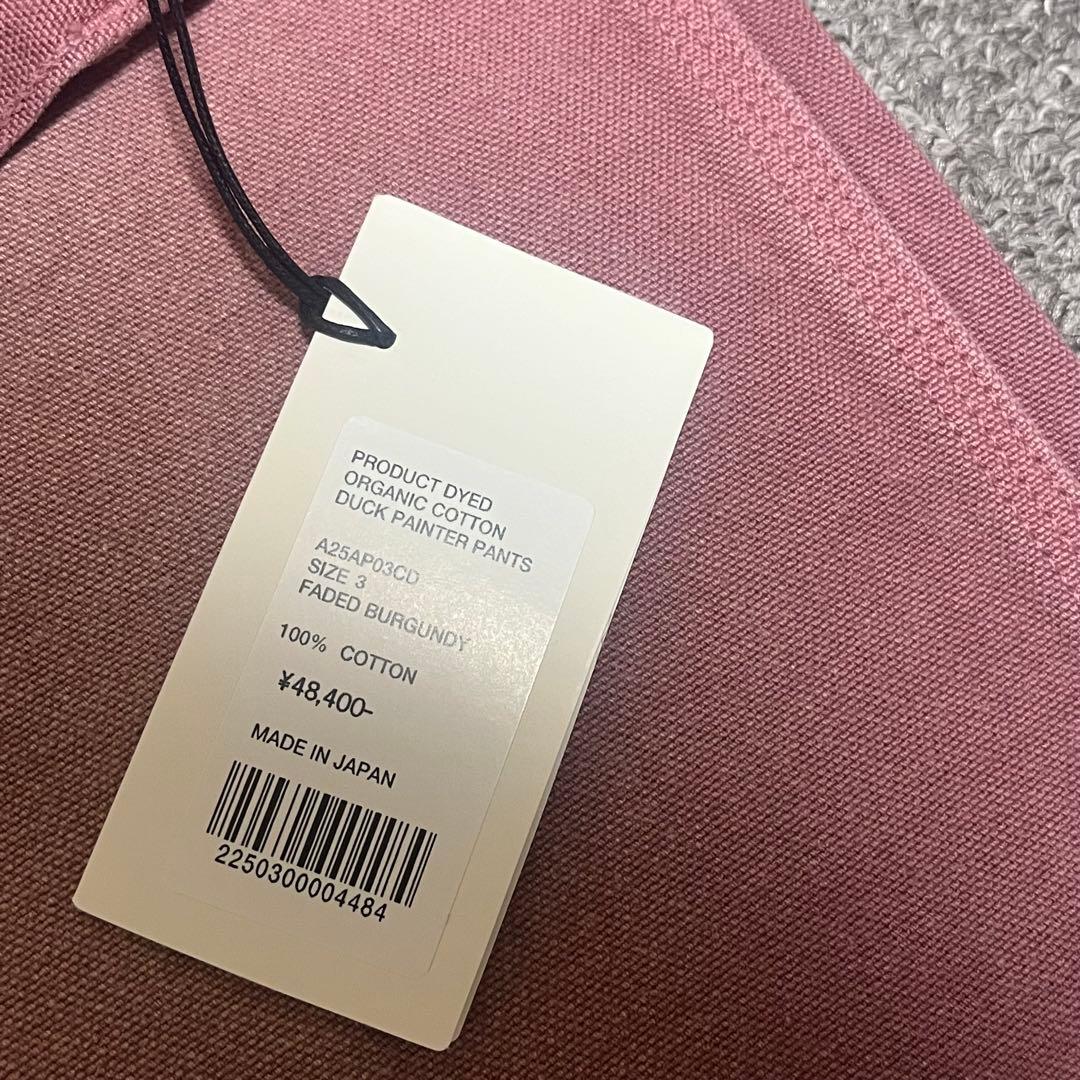 PRODUCT DYED
ORGANIC COTTON
DUCK PAINTER PANTS
A25AP03CD
SIZE 3
FADED BURGUNDY
100% COTTON
¥48,400-
MADE IN JAPAN
2250300004484